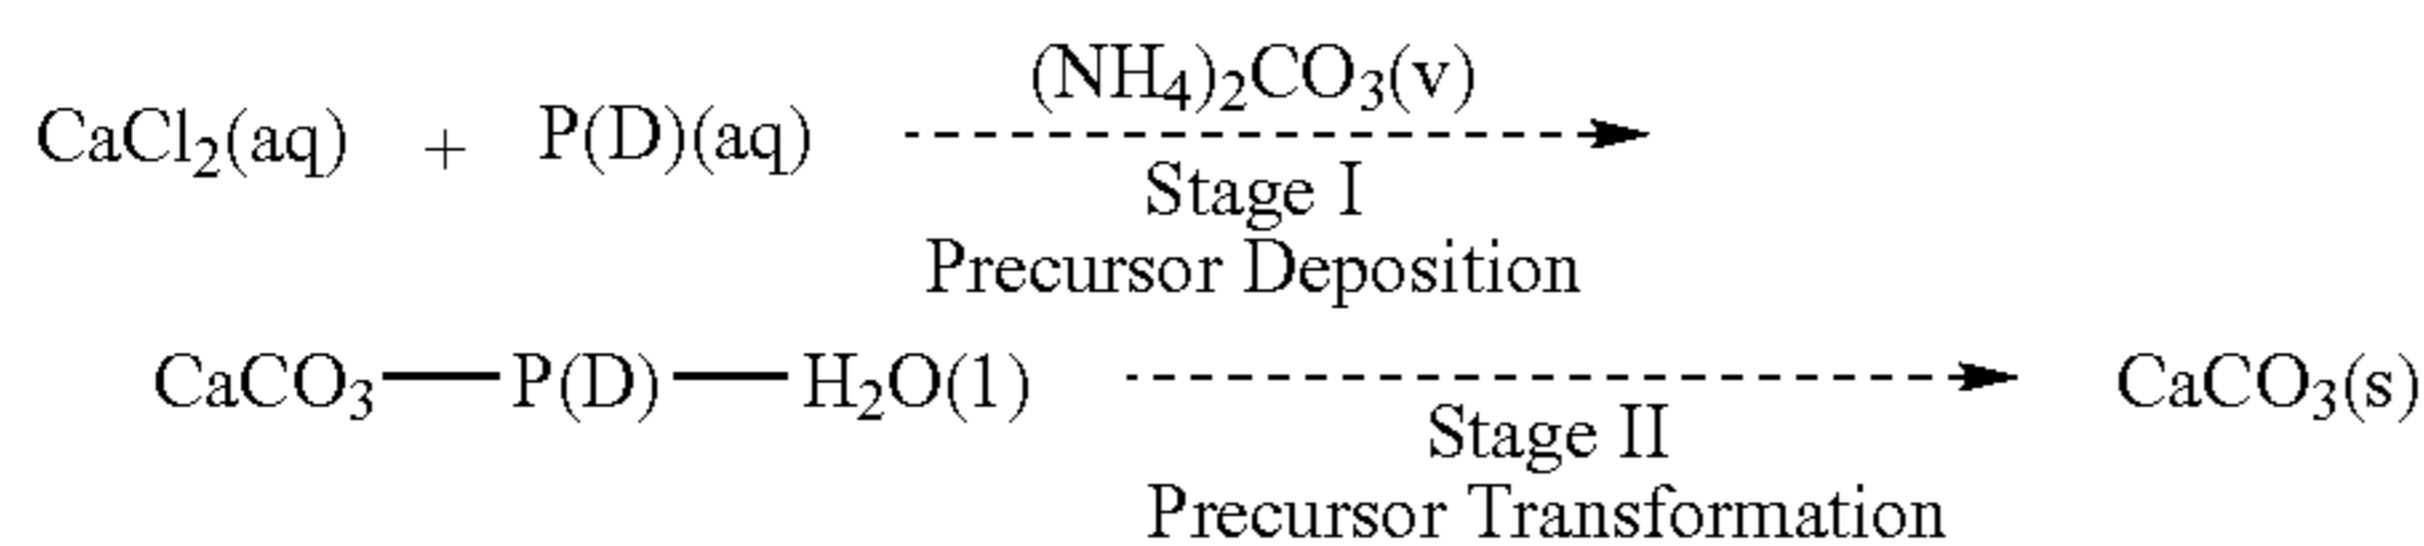 (NH₄)₂CO₃(v)
CaCl₂(aq) + P(D)(aq)
Stage I
Precursor Deposition
CaCO₃—P(D)—H₂O(1) CaCO₃(s)
Stage II
Precursor Transformation